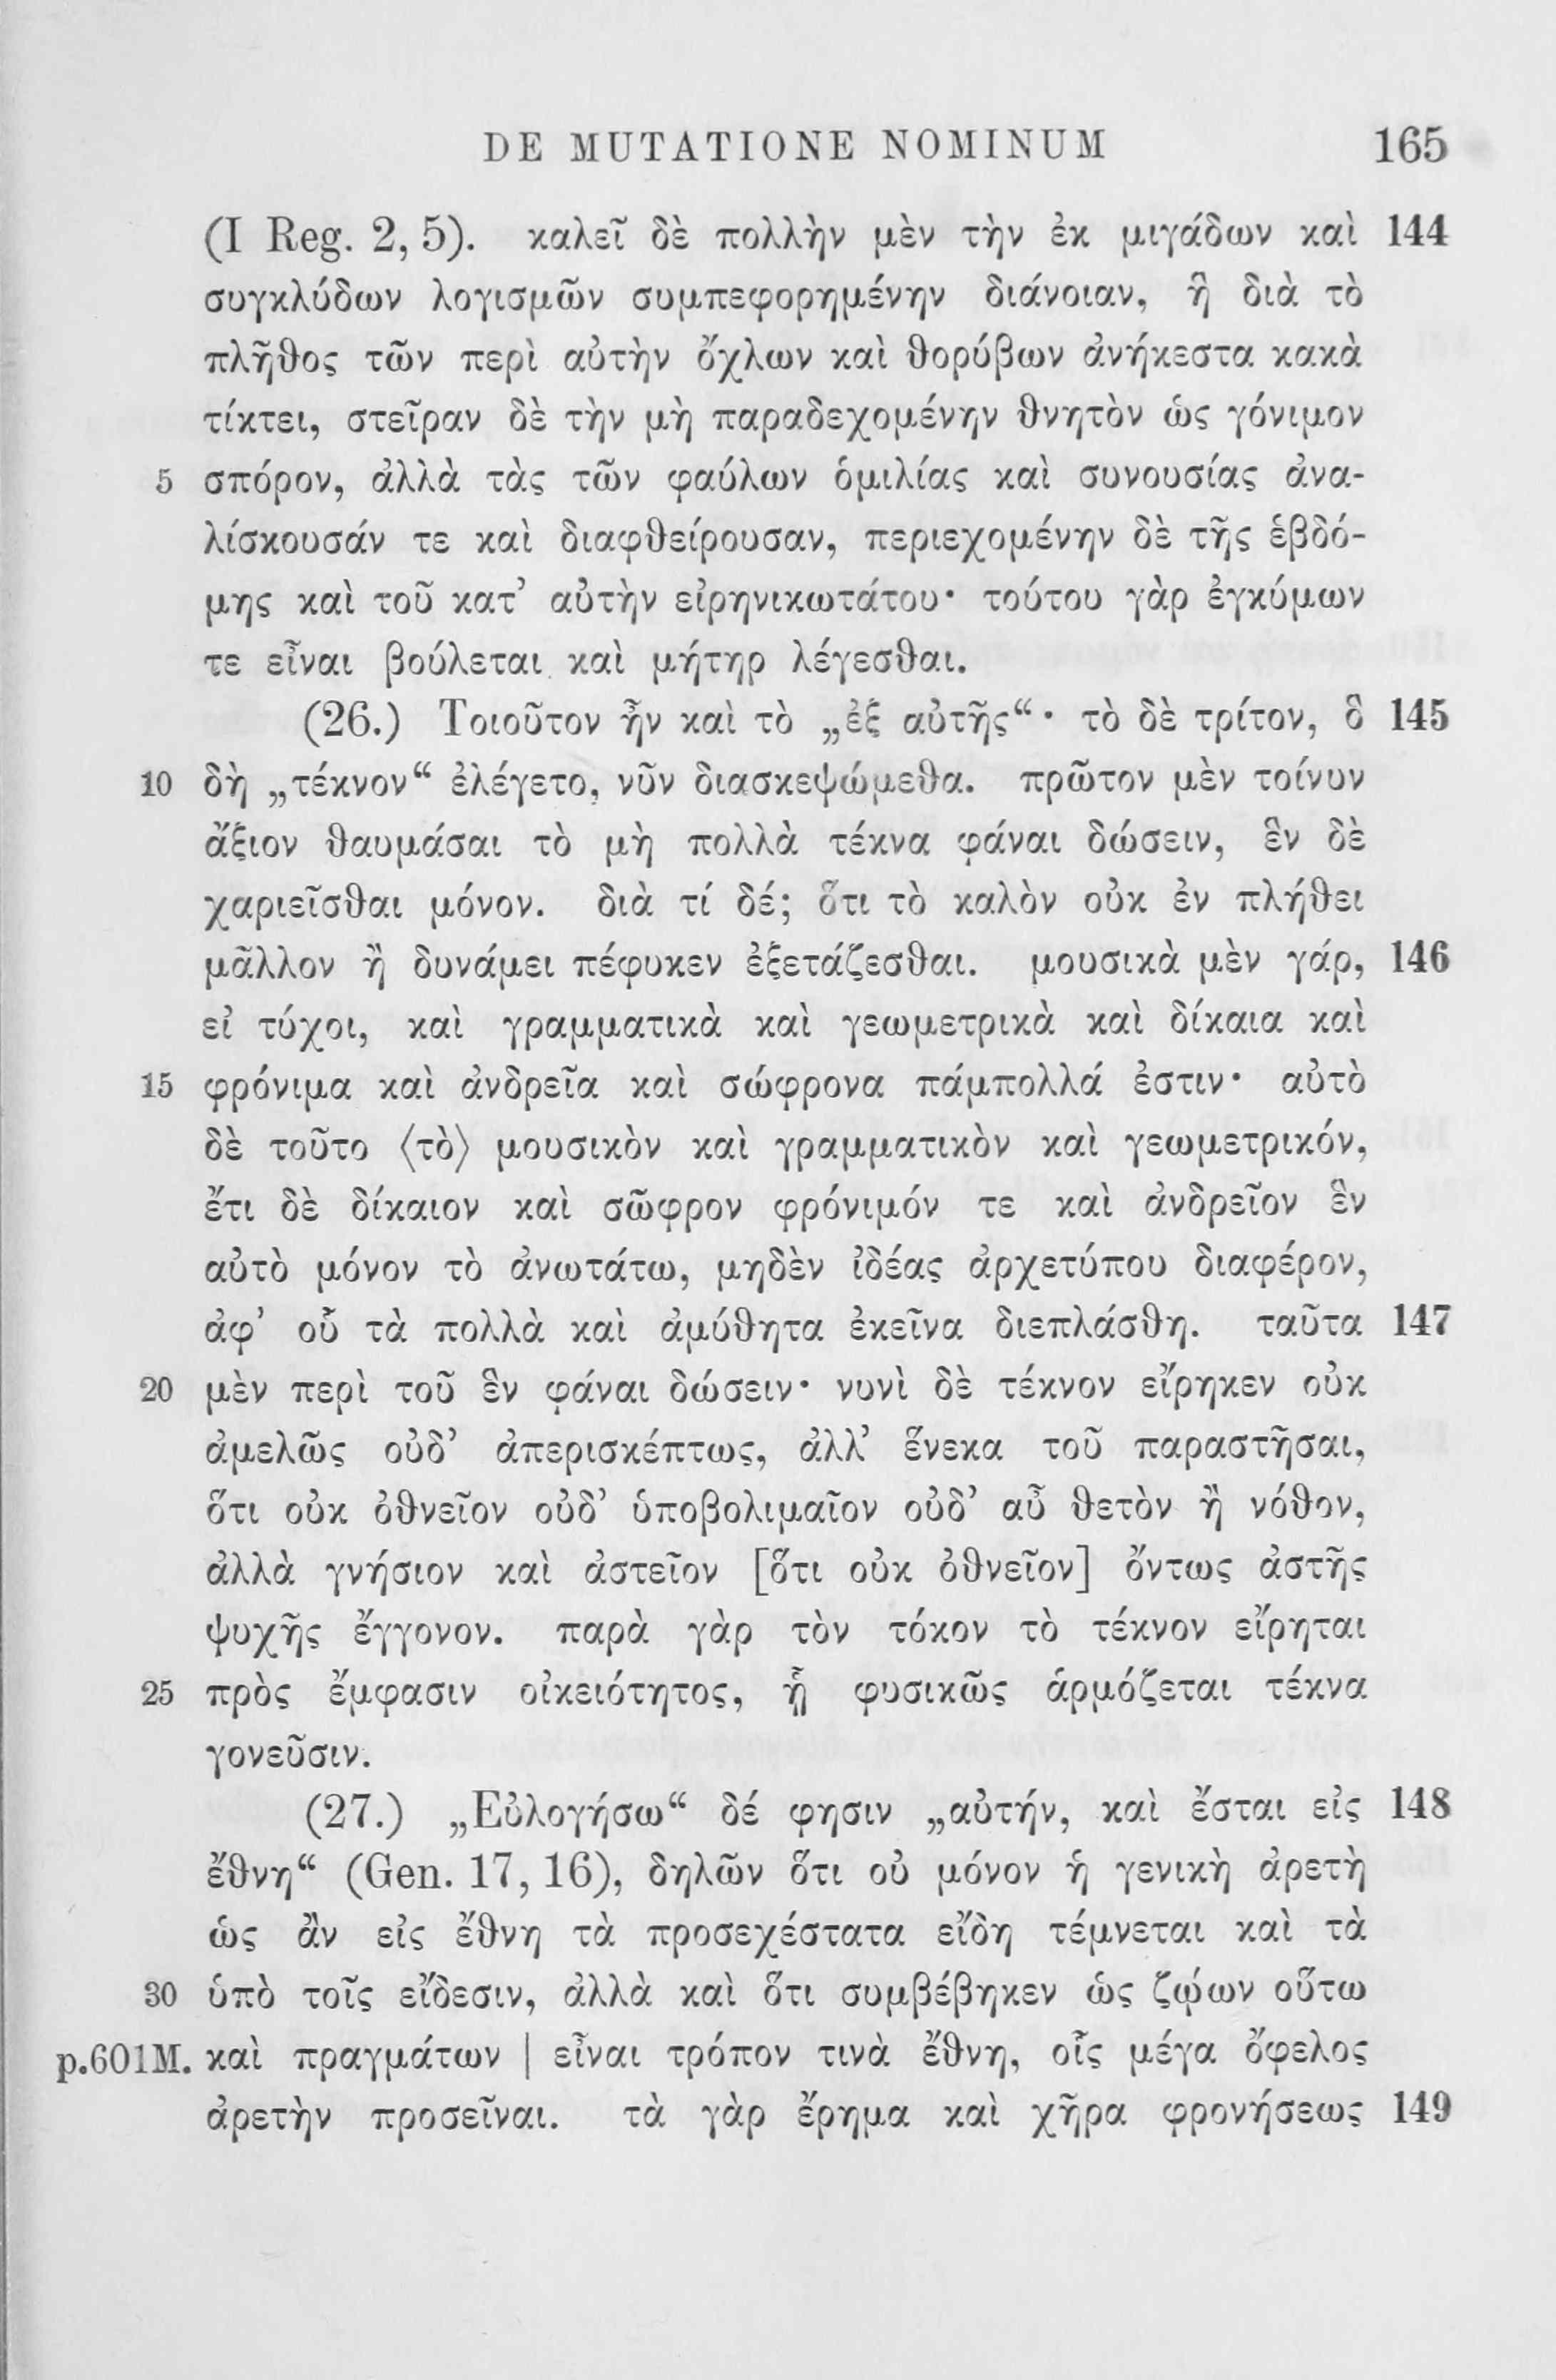 DE MUTATIONE NOMINUM 165
(I Reg. 2, 5). καλεῖ δὲ πολλὴν μὲν τὴν ἐκ μιγάδων καὶ 144
συγκλύδων λογισμῶν συμπεφορημένην διάνοιαν, ἣ διὰ τὸ
πλῆθος τῶν περὶ αὐτὴν ὄχλων καὶ θορύβων ἀνήκεστα κακὰ
τίκτει, στεῖραν δὲ τὴν μὴ παραδεχομένην θνητὸν ὡς γόνιμον
5 σπόρον, ἀλλὰ τὰς τῶν φαύλων ὁμιλίας καὶ συνουσίας ἀνα-
λίσκουσάν τε καὶ διαφθείρουσαν, περιεχομένην δὲ τῆς ἑβδό-
μης καὶ τοῦ κατ’ αὐτὴν εἰρηνικωτάτου· τούτου γὰρ ἐγκύμων
τε εἶναι βούλεται καὶ μήτηρ λέγεσθαι.
(26.) Τοιοῦτον ἦν καὶ τὸ „ἐξ αὐτῆς“· τὸ δὲ τρίτον, ὃ 145
10 δὴ „τέκνον“ ἐλέγετο, νῦν διασκεψώμεθα. πρῶτον μὲν τοίνυν
ἄξιον θαυμάσαι τὸ μὴ πολλὰ τέκνα φάναι δώσειν, ἓν δὲ
χαριεῖσθαι μόνον. διὰ τί δέ; ὅτι τὸ καλὸν οὐκ ἐν πλήθει
μᾶλλον ἢ δυνάμει πέφυκεν ἐξετάζεσθαι. μουσικὰ μὲν γάρ, 146
εἰ τύχοι, καὶ γραμματικὰ καὶ γεωμετρικὰ καὶ δίκαια καὶ
15 φρόνιμα καὶ ἀνδρεῖα καὶ σώφρονα πάμπολλά ἐστιν· αὐτὸ
δὲ τοῦτο ⟨τὸ⟩ μουσικὸν καὶ γραμματικὸν καὶ γεωμετρικόν,
ἔτι δὲ δίκαιον καὶ σῶφρον φρόνιμόν τε καὶ ἀνδρεῖον ἓν
αὐτὸ μόνον τὸ ἀνωτάτω, μηδὲν ἰδέας ἀρχετύπου διαφέρον,
ἀφ’ οὗ τὰ πολλὰ καὶ ἀμύθητα ἐκεῖνα διεπλάσθη. ταῦτα 147
20 μὲν περὶ τοῦ ἓν φάναι δώσειν· νυνὶ δὲ τέκνον εἴρηκεν οὐκ
ἀμελῶς οὐδ’ ἀπερισκέπτως, ἀλλ’ ἕνεκα τοῦ παραστῆσαι,
ὅτι οὐκ ὀθνεῖον οὐδ’ ὑποβολιμαῖον οὐδ’ αὖ θετὸν ἢ νόθον,
ἀλλὰ γνήσιον καὶ ἀστεῖον [ὅτι οὐκ ὀθνεῖον] ὄντως ἀστῆς
ψυχῆς ἔγγονον. παρὰ γὰρ τὸν τόκον τὸ τέκνον εἴρηται
25 πρὸς ἔμφασιν οἰκειότητος, ᾗ φυσικῶς ἁρμόζεται τέκνα
γονεῦσιν.
(27.) „Εὐλογήσω“ δέ φησιν „αὐτήν, καὶ ἔσται εἰς 148
ἔθνη“ (Gen. 17, 16), δηλῶν ὅτι οὐ μόνον ἡ γενικὴ ἀρετὴ
ὡς ἂν εἰς ἔθνη τὰ προσεχέστατα εἴδη τέμνεται καὶ τὰ
30 ὑπὸ τοῖς εἴδεσιν, ἀλλὰ καὶ ὅτι συμβέβηκεν ὡς ζῴων οὕτω
p.601M. καὶ πραγμάτων | εἶναι τρόπον τινὰ ἔθνη, οἷς μέγα ὄφελος
ἀρετὴν προσεῖναι. τὰ γὰρ ἔρημα καὶ χῆρα φρονήσεως 149